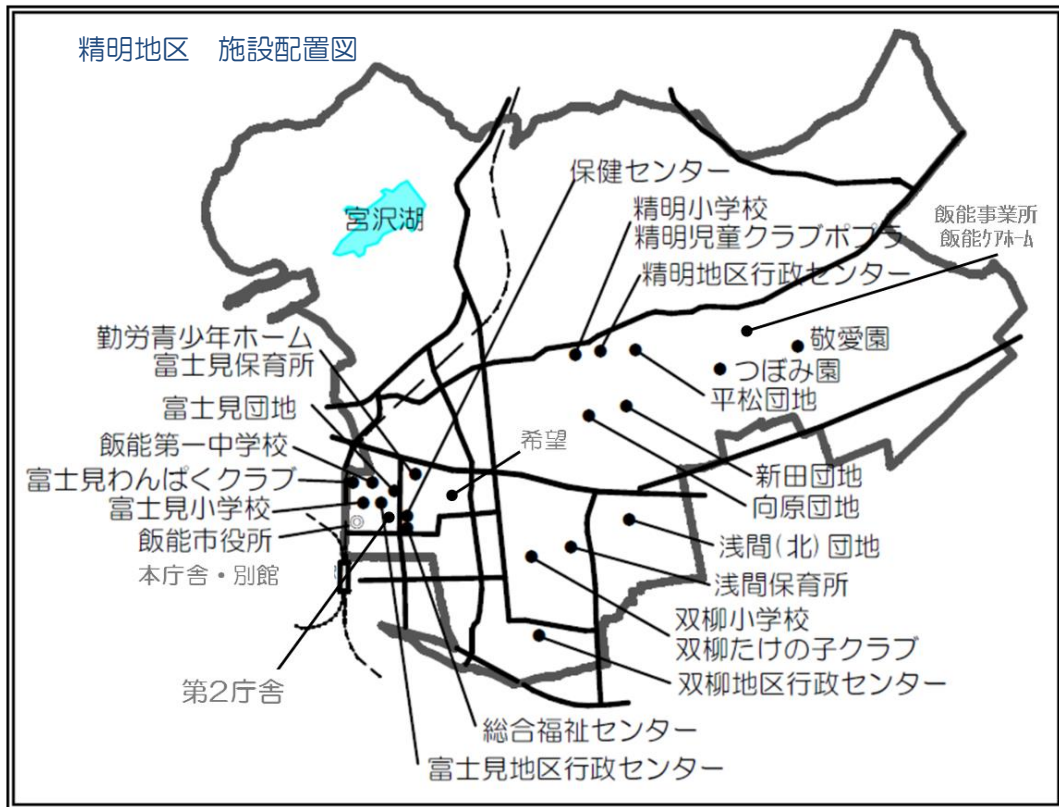 精明地区　施設配置図
保健センター
宮沢湖
精明小学校
精明児童クラブポプラ
精明地区行政センター
飯能事業所
飯能ケアホーム
勤労青少年ホーム
富士見保育所
敬愛園
つぼみ園
平松団地
富士見団地
希望
飯能第一中学校
富士見わんぱくクラブ
新田団地
富士見小学校
向原団地
飯能市役所
本庁舎・別館
浅間(北)団地
浅間保育所
双柳小学校
双柳たけの子クラブ
双柳地区行政センター
第2庁舎
総合福祉センター
富士見地区行政センター